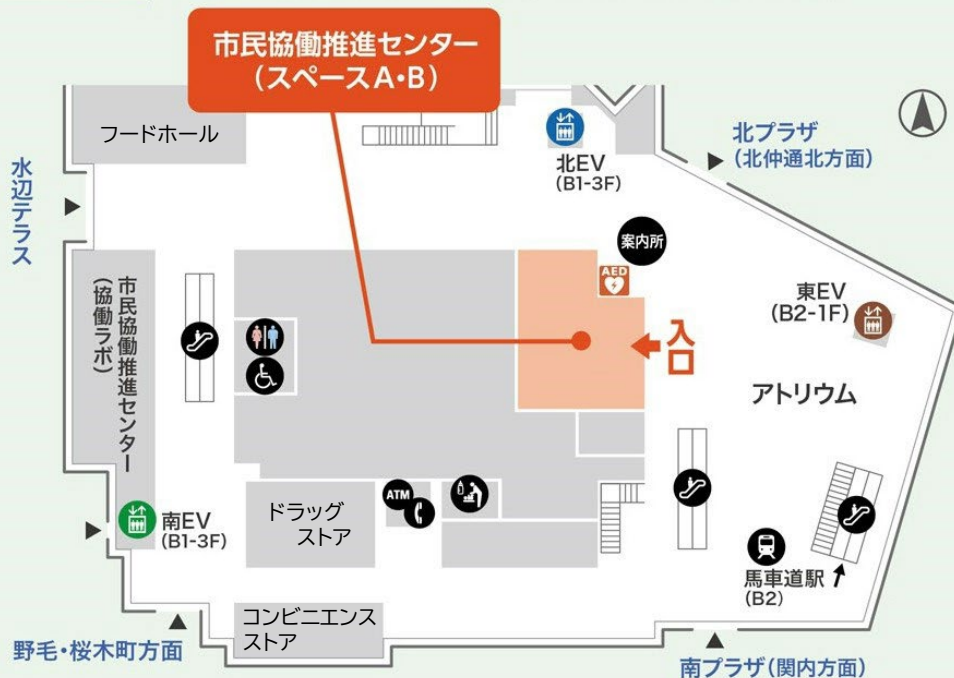 市民協働推進センター
(スペースA・B)
フードホール
北EV
(B1-3F)
北プラザ
(北仲通北方面)
水辺テラス
案内所
AED
市民協働推進センター
(協働ラボ)
入口
東EV
(B2-1F)
アトリウム
南EV
(B1-3F)
ドラッグ
ストア
ATM
馬車道駅
(B2)
コンビニエンス
ストア
野毛・桜木町方面
南プラザ(関内方面)